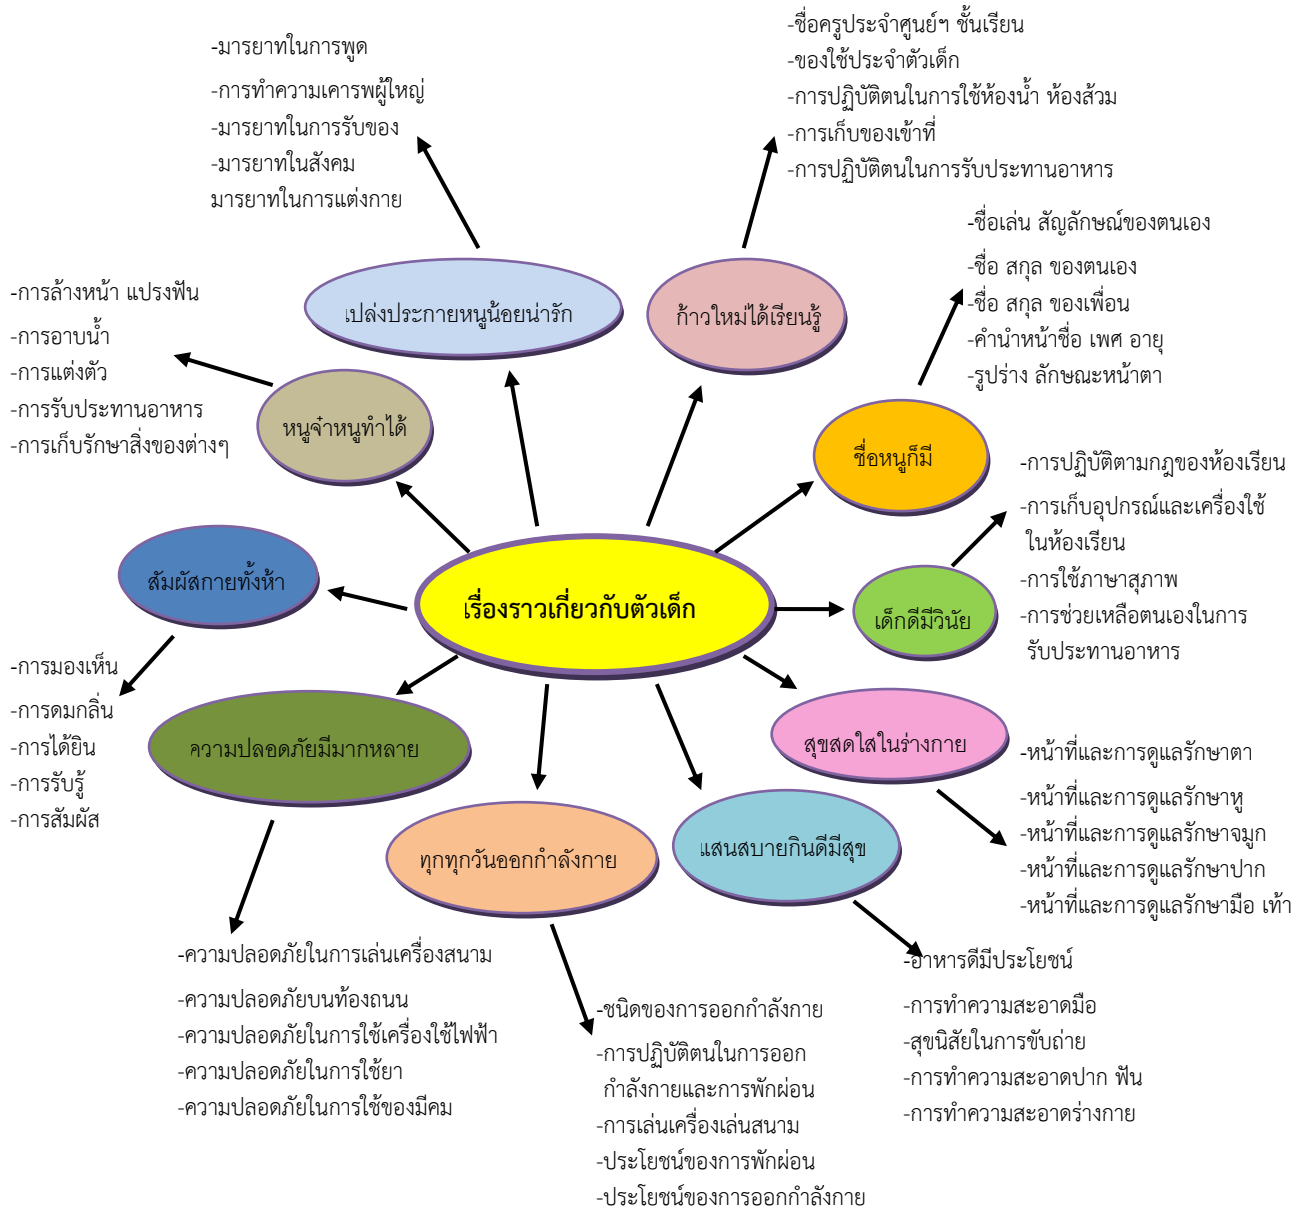 -มารยาทในการพูด
-การทำความเคารพผู้ใหญ่
-มารยาทในการรับของ
-มารยาทในสังคม
มารยาทในการแต่งกาย
-ชื่อครูประจำศูนย์ฯ ชั้นเรียน
-ของใช้ประจำตัวเด็ก
-การปฏิบัติตนในการใช้ห้องน้ำ ห้องส้วม
-การเก็บของเข้าที่
-การปฏิบัติตนในการรับประทานอาหาร
-ชื่อเล่น สัญลักษณ์ของตนเอง
-ชื่อ สกุล ของตนเอง
-ชื่อ สกุล ของเพื่อน
-คำนำหน้าชื่อ เพศ อายุ
-รูปร่าง ลักษณะหน้าตา
เปล่งประกายหนูน้อยน่ารัก
ก้าวใหม่ได้เรียนรู้
-การล้างหน้า แปรงฟัน
-การอาบน้ำ
-การแต่งตัว
-การรับประทานอาหาร
-การเก็บรักษาสิ่งของต่างๆ
หนูจ๋าหนูทำได้
ชื่อหนูก็มี
-การปฏิบัติตามกฎของห้องเรียน
-การเก็บอุปกรณ์และเครื่องใช้
ในห้องเรียน
-การใช้ภาษาสุภาพ
-การช่วยเหลือตนเองในการ
รับประทานอาหาร
สัมผัสกายทั้งห้า
เรื่องราวเกี่ยวกับตัวเด็ก
เด็กดีมีวินัย
-การมองเห็น
-การดมกลิ่น
-การได้ยิน
-การรับรู้
-การสัมผัส
ความปลอดภัยมีมากหลาย
สุขสดใสในร่างกาย
-หน้าที่และการดูแลรักษาตา
-หน้าที่และการดูแลรักษาหู
-หน้าที่และการดูแลรักษาจมูก
-หน้าที่และการดูแลรักษาปาก
-หน้าที่และการดูแลรักษามือ เท้า
ทุกทุกวันออกกำลังกาย
แสนสบายกินดีมีสุข
-ความปลอดภัยในการเล่นเครื่องสนาม
-ความปลอดภัยบนท้องถนน
-ความปลอดภัยในการใช้เครื่องใช้ไฟฟ้า
-ความปลอดภัยในการใช้ยา
-ความปลอดภัยในการใช้ของมีคม
-ชนิดของการออกกำลังกาย
-การปฏิบัติตนในการออก
กำลังกายและการพักผ่อน
-การเล่นเครื่องเล่นสนาม
-ประโยชน์ของการพักผ่อน
-ประโยชน์ของการออกกำลังกาย
-อาหารดีมีประโยชน์
-การทำความสะอาดมือ
-สุขนิสัยในการขับถ่าย
-การทำความสะอาดปาก ฟัน
-การทำความสะอาดร่างกาย